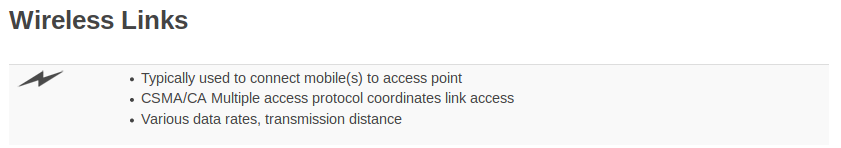 Wireless Links
• Typically used to connect mobile(s) to access point
• CSMA/CA Multiple access protocol coordinates link access
• Various data rates, transmission distance